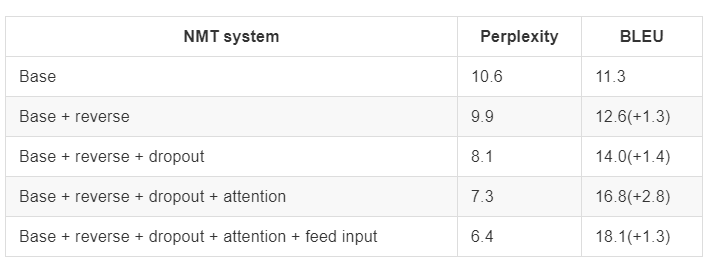 NMT system Perplexity BLEU
Base 10.6 11.3
Base + reverse 9.9 12.6(+1.3)
Base + reverse + dropout 8.1 14.0(+1.4)
Base + reverse + dropout + attention 7.3 16.8(+2.8)
Base + reverse + dropout + attention + feed input 6.4 18.1(+1.3)